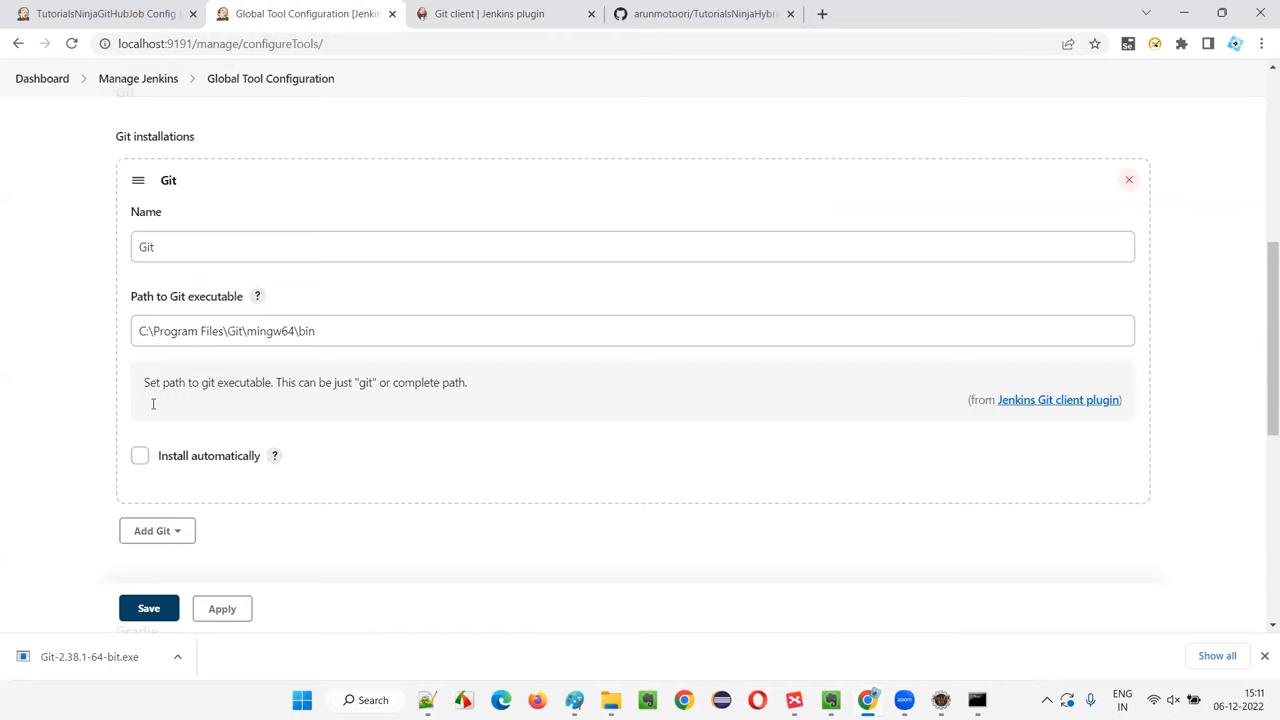 TutorialsNinjaGitHubJob Config
Global Tool Configuration [Jenkin
Git client | Jenkins plugin
arunmotoori/TutorialsNinjaHybri
localhost:9191/manage/configureTools/
Dashboard
Manage Jenkins
Global Tool Configuration
Git
Git installations
Git
Name
Git
Path to Git executable ?
C:\Program Files\Git\mingw64\bin
Set path to git executable. This can be just "git" or complete path.
(from Jenkins Git client plugin)
Install automatically ?
Add Git
Save
Apply
Gradle
Git-2.38.1-64-bit.exe
Show all
Search
ENG
IN
15:11
06-12-2022